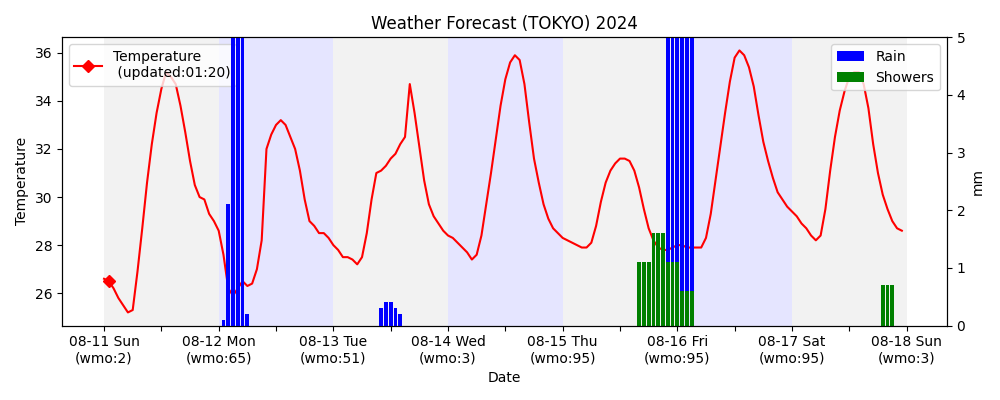 Weather Forecast (TOKYO) 2024
Temperature
(updated:01:20)
Rain
Showers
36
34
32
30
28
26
Temperature
5
4
3
2
1
0
mm
08-11 Sun
(wmo:2)
08-12 Mon
(wmo:65)
08-13 Tue
(wmo:51)
08-14 Wed
(wmo:3)
08-15 Thu
(wmo:95)
08-16 Fri
(wmo:95)
08-17 Sat
(wmo:95)
08-18 Sun
(wmo:3)
Date